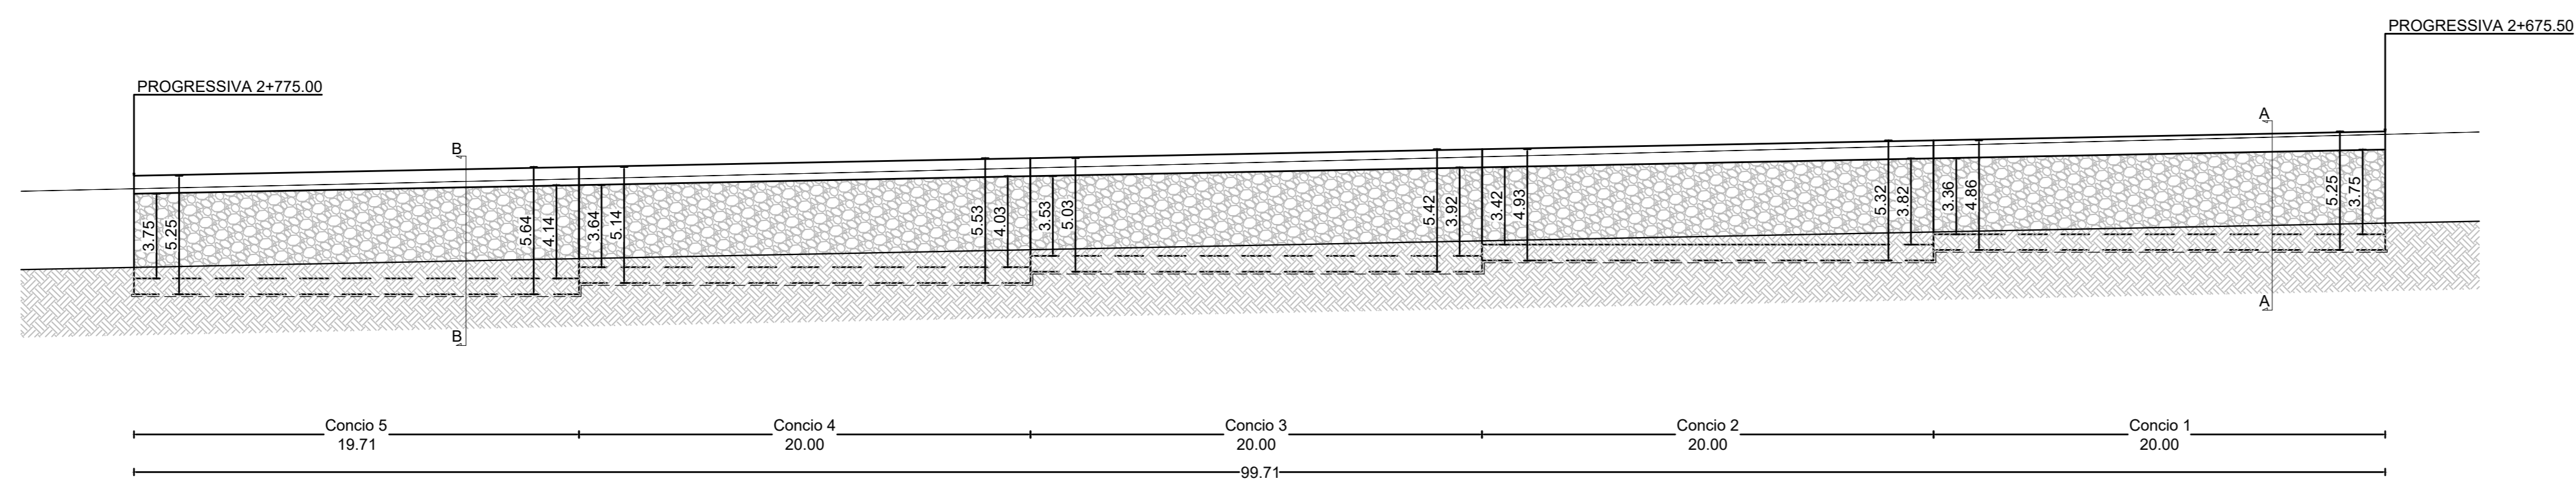 PROGRESSIVA 2+675.50
PROGRESSIVA 2+775.00
A
B
3.75
5.25
5.64
4.14
3.64
5.14
5.53
4.03
3.53
5.03
5.42
3.92
3.42
4.93
5.32
3.82
3.36
4.86
5.25
3.75
A
B
Concio 5
Concio 4
Concio 3
Concio 2
Concio 1
19.71
20.00
20.00
20.00
20.00
99.71